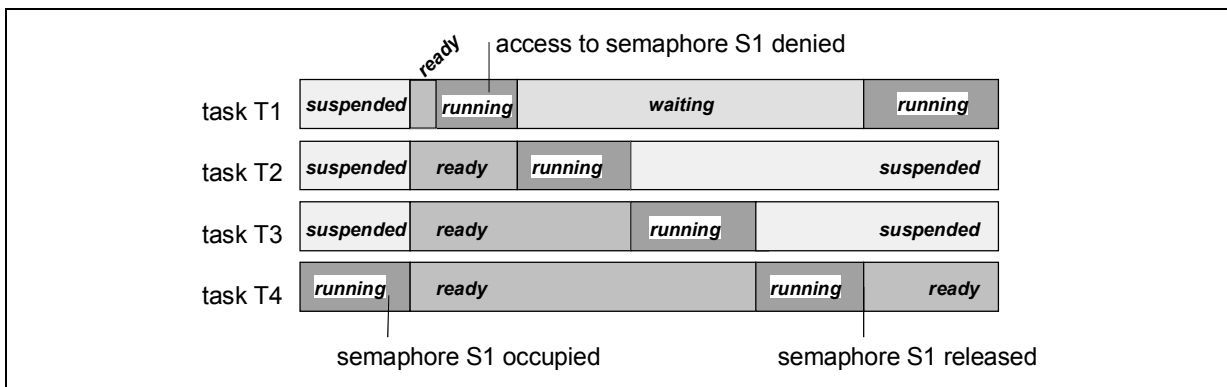 ready
access to semaphore S1 denied
task T1 suspended running waiting running
task T2 suspended ready running suspended
task T3 suspended ready running suspended
task T4 running ready running ready
semaphore S1 occupied semaphore S1 released